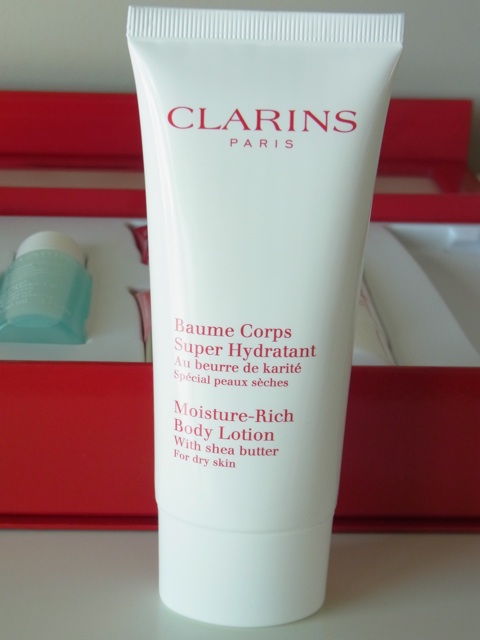 CLARINS
PARIS
Baume Corps
Super Hydratant
Au beurre de karité
Spécial peaux sèches
Moisture-Rich
Body Lotion
With shea butter
For dry skin